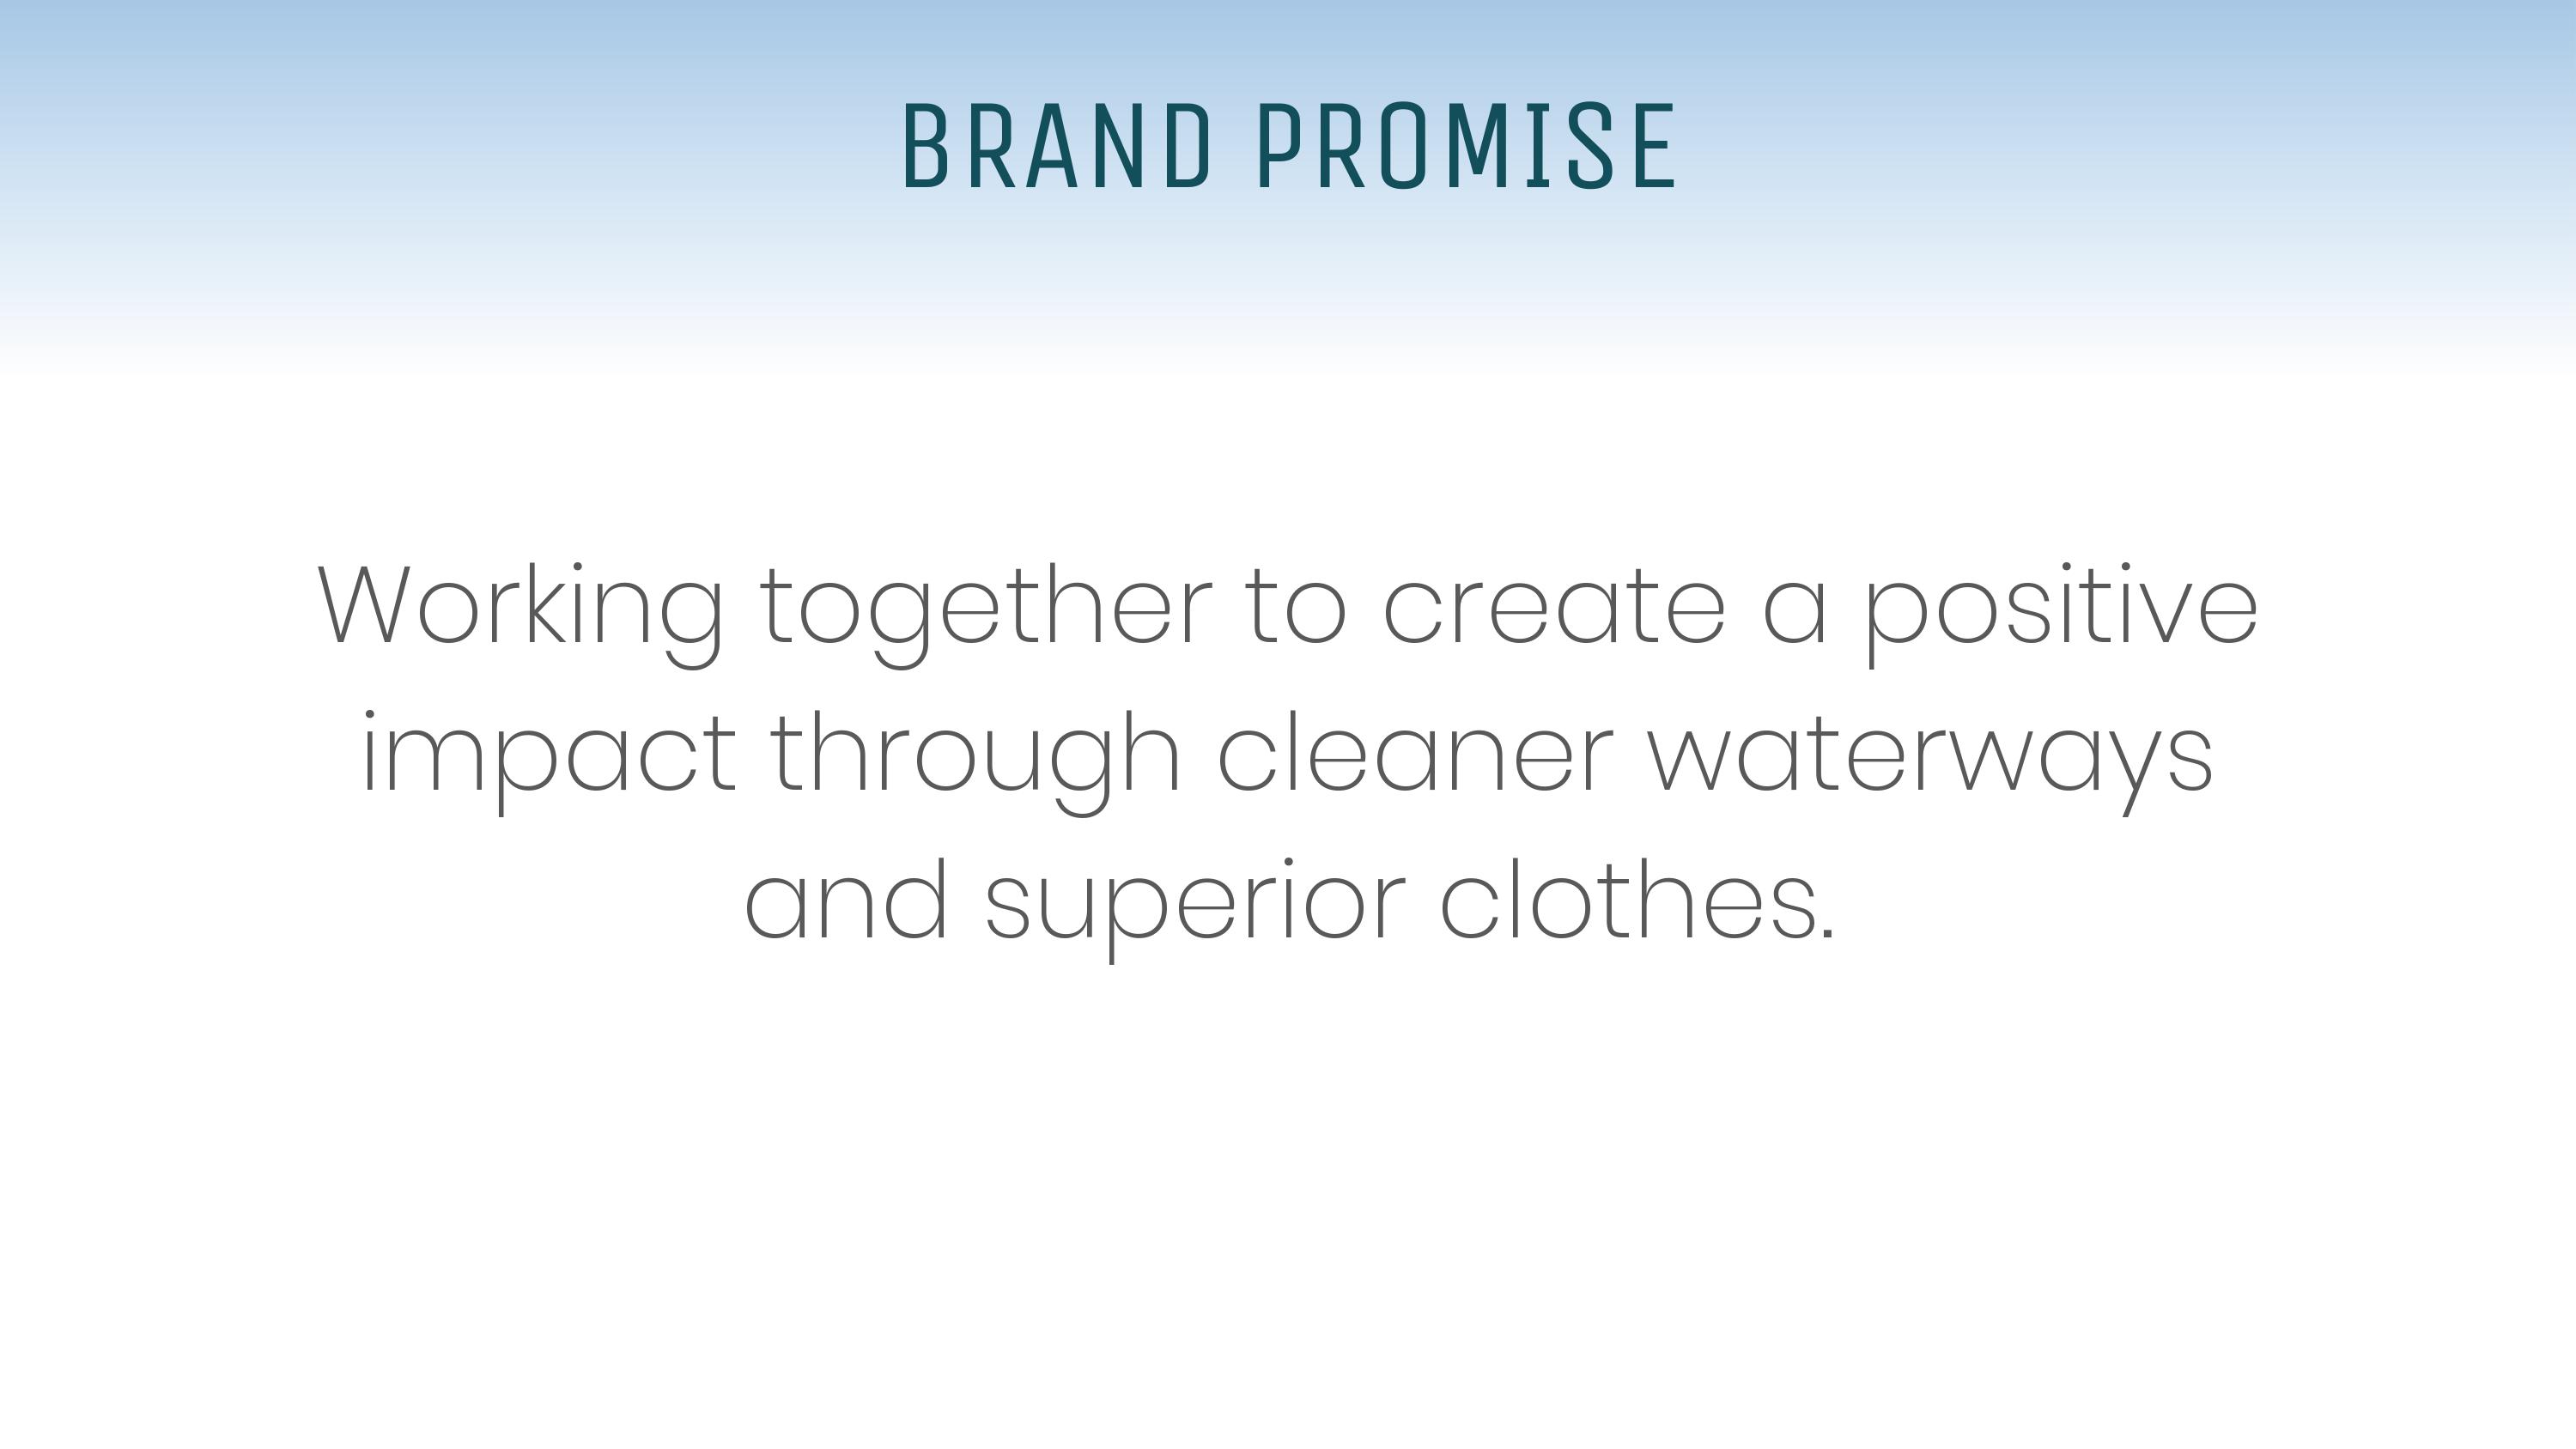 BRAND PROMISE
Working together to create a positive
impact through cleaner waterways
and superior clothes.